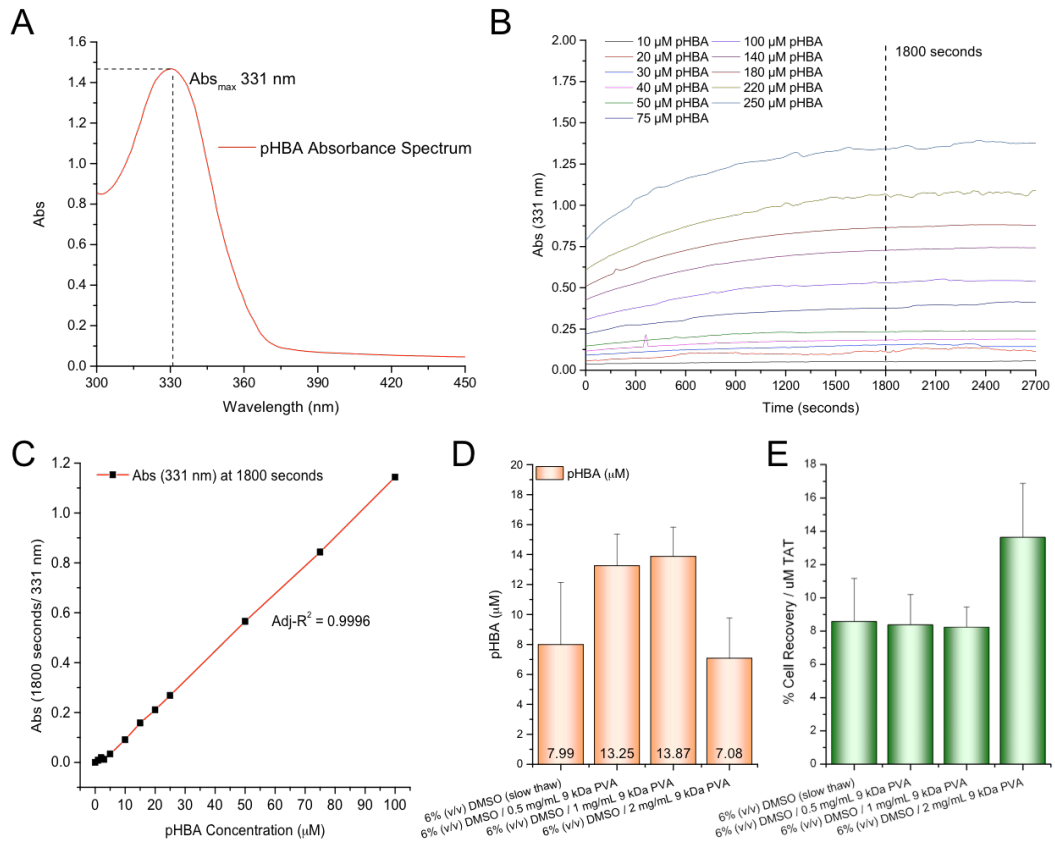 A
1.6
1.4
1.2
1.0
0.8
0.6
0.4
0.2
0.0
300
330
360
390
420
450
Abs
Wavelength (nm)
Absmax 331 nm
pHBA Absorbance Spectrum
B
2.00
1.75
1.50
1.25
1.00
0.75
0.50
0.25
0.00
0
300
600
900
1200
1500
1800
2100
2400
2700
Abs (331 nm)
Time (seconds)
10 µM pHBA
20 µM pHBA
30 µM pHBA
40 µM pHBA
50 µM pHBA
75 µM pHBA
100 µM pHBA
140 µM pHBA
180 µM pHBA
220 µM pHBA
250 µM pHBA
1800 seconds
C
1.2
1.0
0.8
0.6
0.4
0.2
0.0
0
10
20
30
40
50
60
70
80
90
100
Abs (1800 seconds/ 331 nm)
pHBA Concentration (µM)
Abs (331 nm) at 1800 seconds
Adj-R² = 0.9996
D
20
18
16
14
12
10
8
6
4
2
0
pHBA (µM)
pHBA (µM)
7.99
13.25
13.87
7.08
6% (v/v) DMSO (slow thaw)
6% (v/v) DMSO / 0.5 mg/mL 9 kDa PVA
6% (v/v) DMSO / 1 mg/mL 9 kDa PVA
6% (v/v) DMSO / 2 mg/mL 9 kDa PVA
E
18
16
14
12
10
8
6
4
2
0
% Cell Recovery / uM TAT
6% (v/v) DMSO (slow thaw)
6% (v/v) DMSO / 0.5 mg/mL 9 kDa PVA
6% (v/v) DMSO / 1 mg/mL 9 kDa PVA
6% (v/v) DMSO / 2 mg/mL 9 kDa PVA